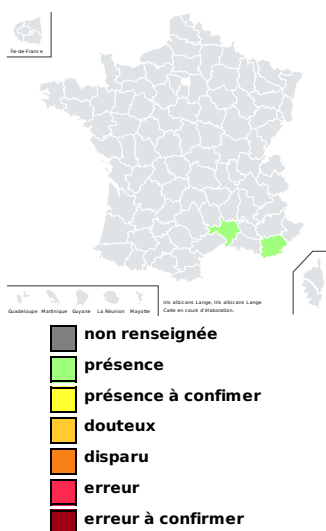 Île-de-France
Guadeloupe Martinique Guyane La Réunion Mayotte
Iris albicans Lange, Iris albicans Lange
Carte en cours d'élaboration.
non renseignée
présence
présence à confimer
douteux
disparu
erreur
erreur à confirmer